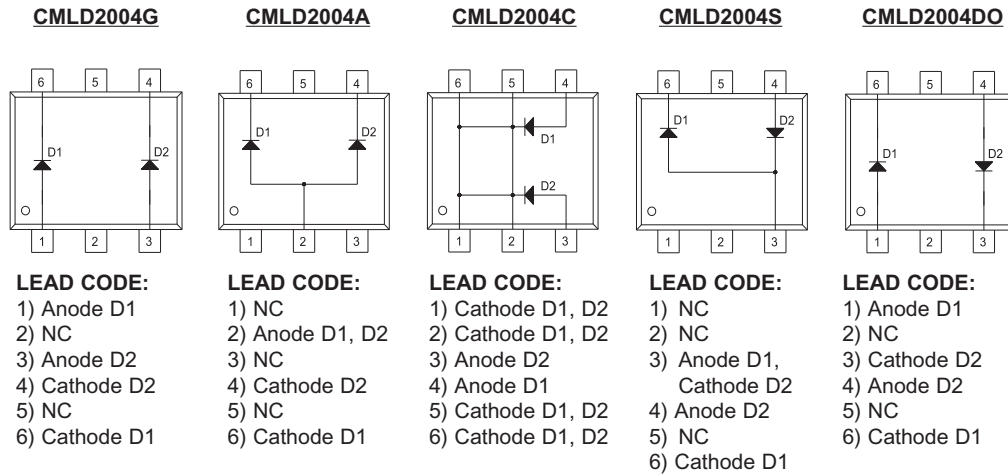 CMLD2004G
6 5 4
D1 D2
1 2 3
LEAD CODE:
1) Anode D1
2) NC
3) Anode D2
4) Cathode D2
5) NC
6) Cathode D1
CMLD2004A
6 5 4
D1 D2
1 2 3
LEAD CODE:
1) NC
2) Anode D1, D2
3) NC
4) Cathode D2
5) NC
6) Cathode D1
CMLD2004C
6 5 4
D1
D2
1 2 3
LEAD CODE:
1) Cathode D1, D2
2) Cathode D1, D2
3) Anode D2
4) Anode D1
5) Cathode D1, D2
6) Cathode D1, D2
CMLD2004S
6 5 4
D1 D2
1 2 3
LEAD CODE:
1) NC
2) NC
3) Anode D1,
Cathode D2
4) Anode D2
5) NC
6) Cathode D1
CMLD2004DO
6 5 4
D1 D2
1 2 3
LEAD CODE:
1) Anode D1
2) NC
3) Cathode D2
4) Anode D2
5) NC
6) Cathode D1